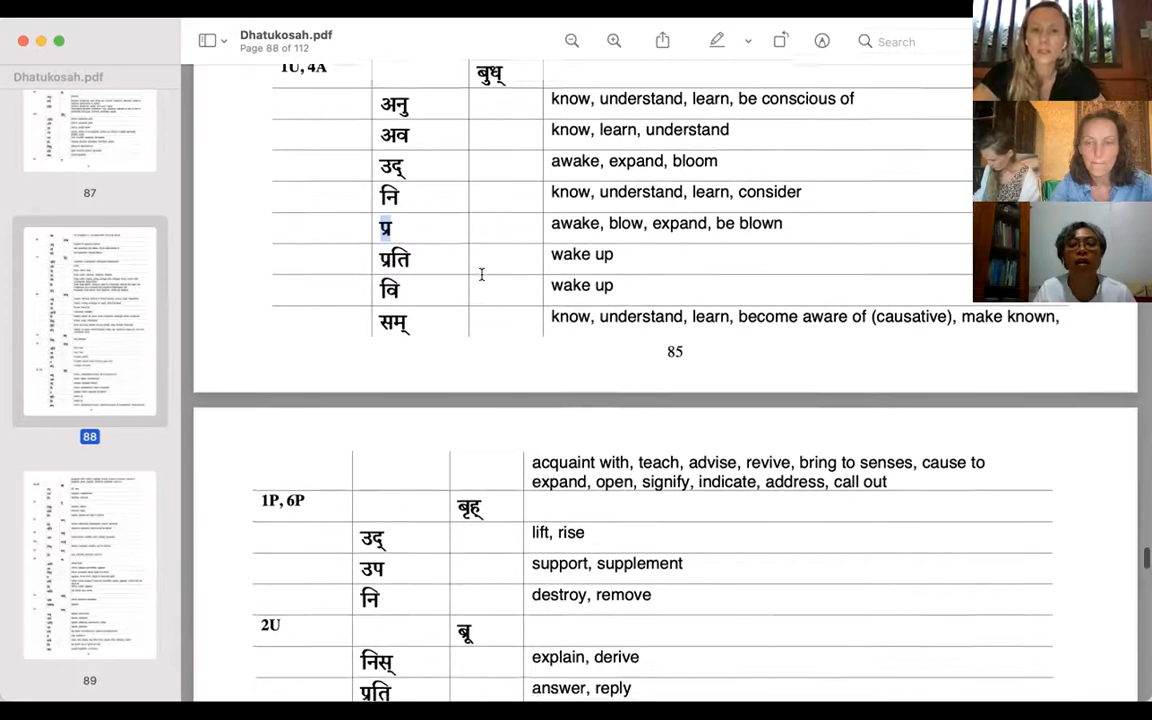 Dhatukosah.pdf
Page 88 of 112
Search
Dhatukosah.pdf
87
88
89
1U, 4A बुध्
अनु know, understand, learn, be conscious of
अव know, learn, understand
उद् awake, expand, bloom
नि know, understand, learn, consider
प्र awake, blow, expand, be blown
प्रति wake up
वि wake up
सम् know, understand, learn, become aware of (causative), make known,
85
acquaint with, teach, advise, revive, bring to senses, cause to
expand, open, signify, indicate, address, call out
1P, 6P बृह्
उद् lift, rise
उप support, supplement
नि destroy, remove
2U ब्रू
निस् explain, derive
प्रति answer, reply